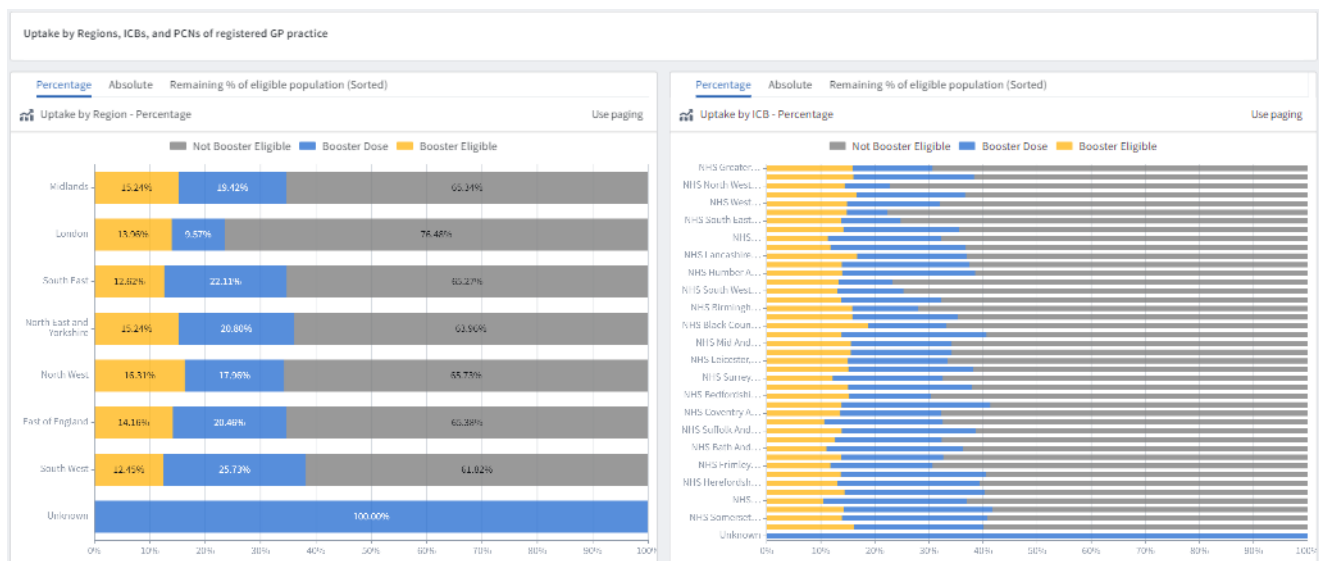 Uptake by Regions, ICBs, and PCNs of registered GP practice
Percentage Absolute Remaining % of eligible population (Sorted)
Uptake by Region - Percentage Use paging
Not Booster Eligible Booster Dose Booster Eligible
Midlands 15.24% 19.42% 65.34%
London 13.96% 9.57% 76.48%
South East 12.62% 22.11% 65.27%
North East and
Yorkshire 15.24% 20.80% 63.96%
North West 16.31% 17.96% 65.73%
East of England 14.16% 20.46% 65.38%
South West 12.45% 25.73% 61.82%
Unknown 100.00%
0% 10% 20% 30% 40% 50% 60% 70% 80% 90% 100%
Percentage Absolute Remaining % of eligible population (Sorted)
Uptake by ICB - Percentage Use paging
Not Booster Eligible Booster Dose Booster Eligible
NHS Greater...
NHS North West...
NHS West...
NHS South East...
NHS...
NHS Lancashire...
NHS Humber A...
NHS South West...
NHS Birmingh...
NHS Black Coun...
NHS Mid And...
NHS Leicester,...
NHS Surrey...
NHS Bedfordshi...
NHS Coventry A...
NHS Suffolk And...
NHS Bath And...
NHS Frimley...
NHS Herefordsh...
NHS...
NHS Somerset...
Unknown
0% 10% 20% 30% 40% 50% 60% 70% 80% 90% 100%